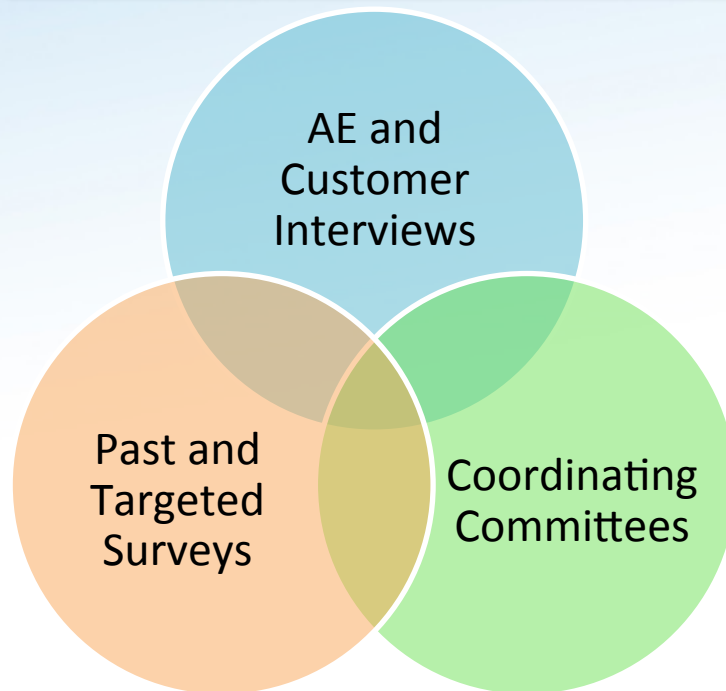 AE and
Customer
Interviews
Past and
Targeted
Surveys
Coordinating
Committees